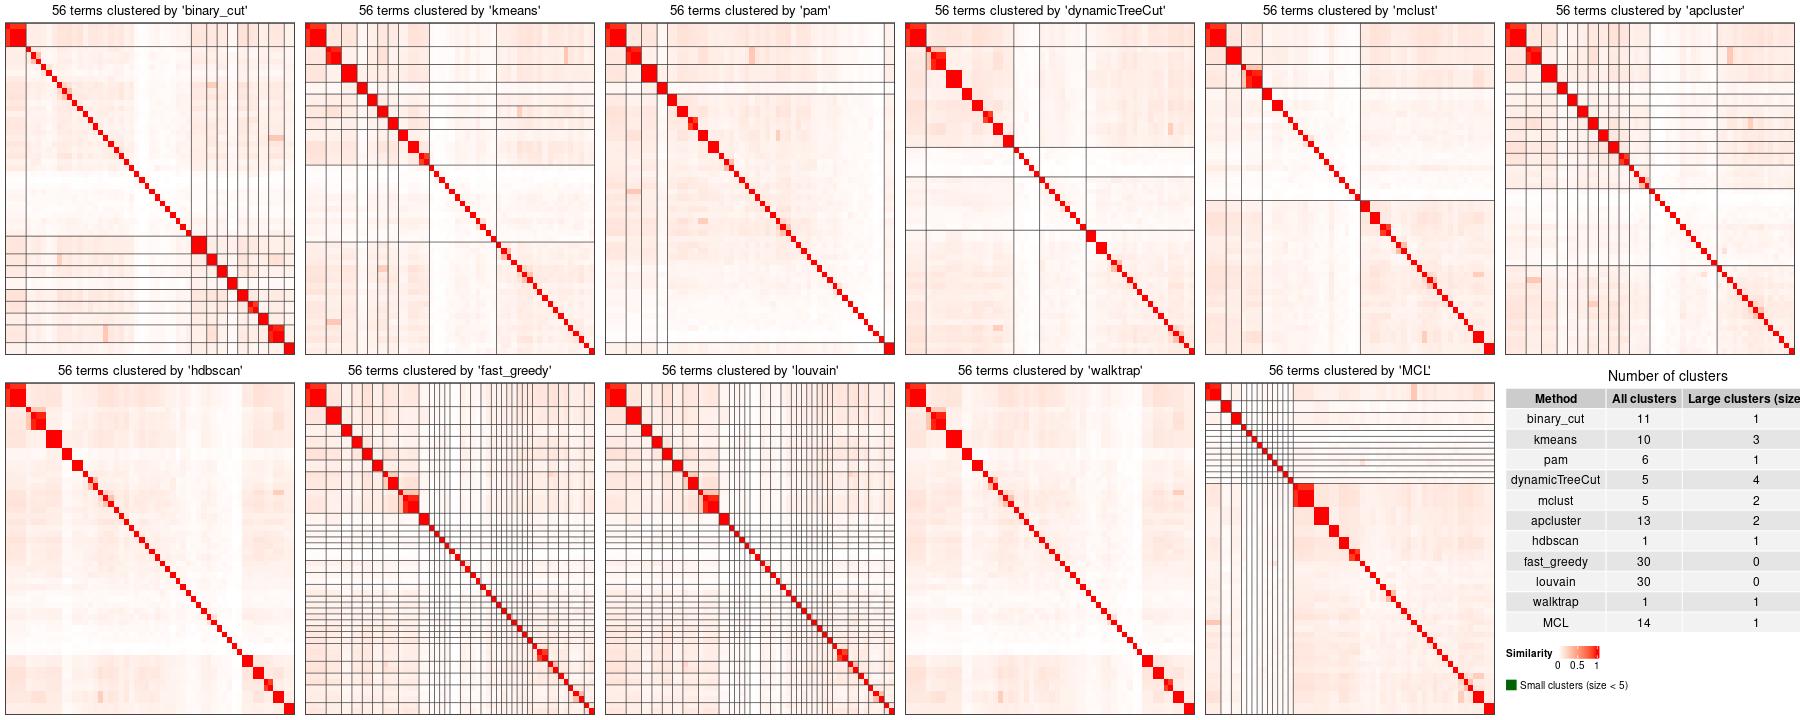 56 terms clustered by 'binary_cut'
56 terms clustered by 'kmeans'
56 terms clustered by 'pam'
56 terms clustered by 'dynamicTreeCut'
56 terms clustered by 'mclust'
56 terms clustered by 'apcluster'
56 terms clustered by 'hdbscan'
56 terms clustered by 'fast_greedy'
56 terms clustered by 'louvain'
56 terms clustered by 'walktrap'
56 terms clustered by 'MCL'
Number of clusters
Method All clusters Large clusters (size
binary_cut 11 1
kmeans 10 3
pam 6 1
dynamicTreeCut 5 4
mclust 5 2
apcluster 13 2
hdbscan 1 1
fast_greedy 30 0
louvain 30 0
walktrap 1 1
MCL 14 1
Similarity
0 0.5 1
Small clusters (size < 5)